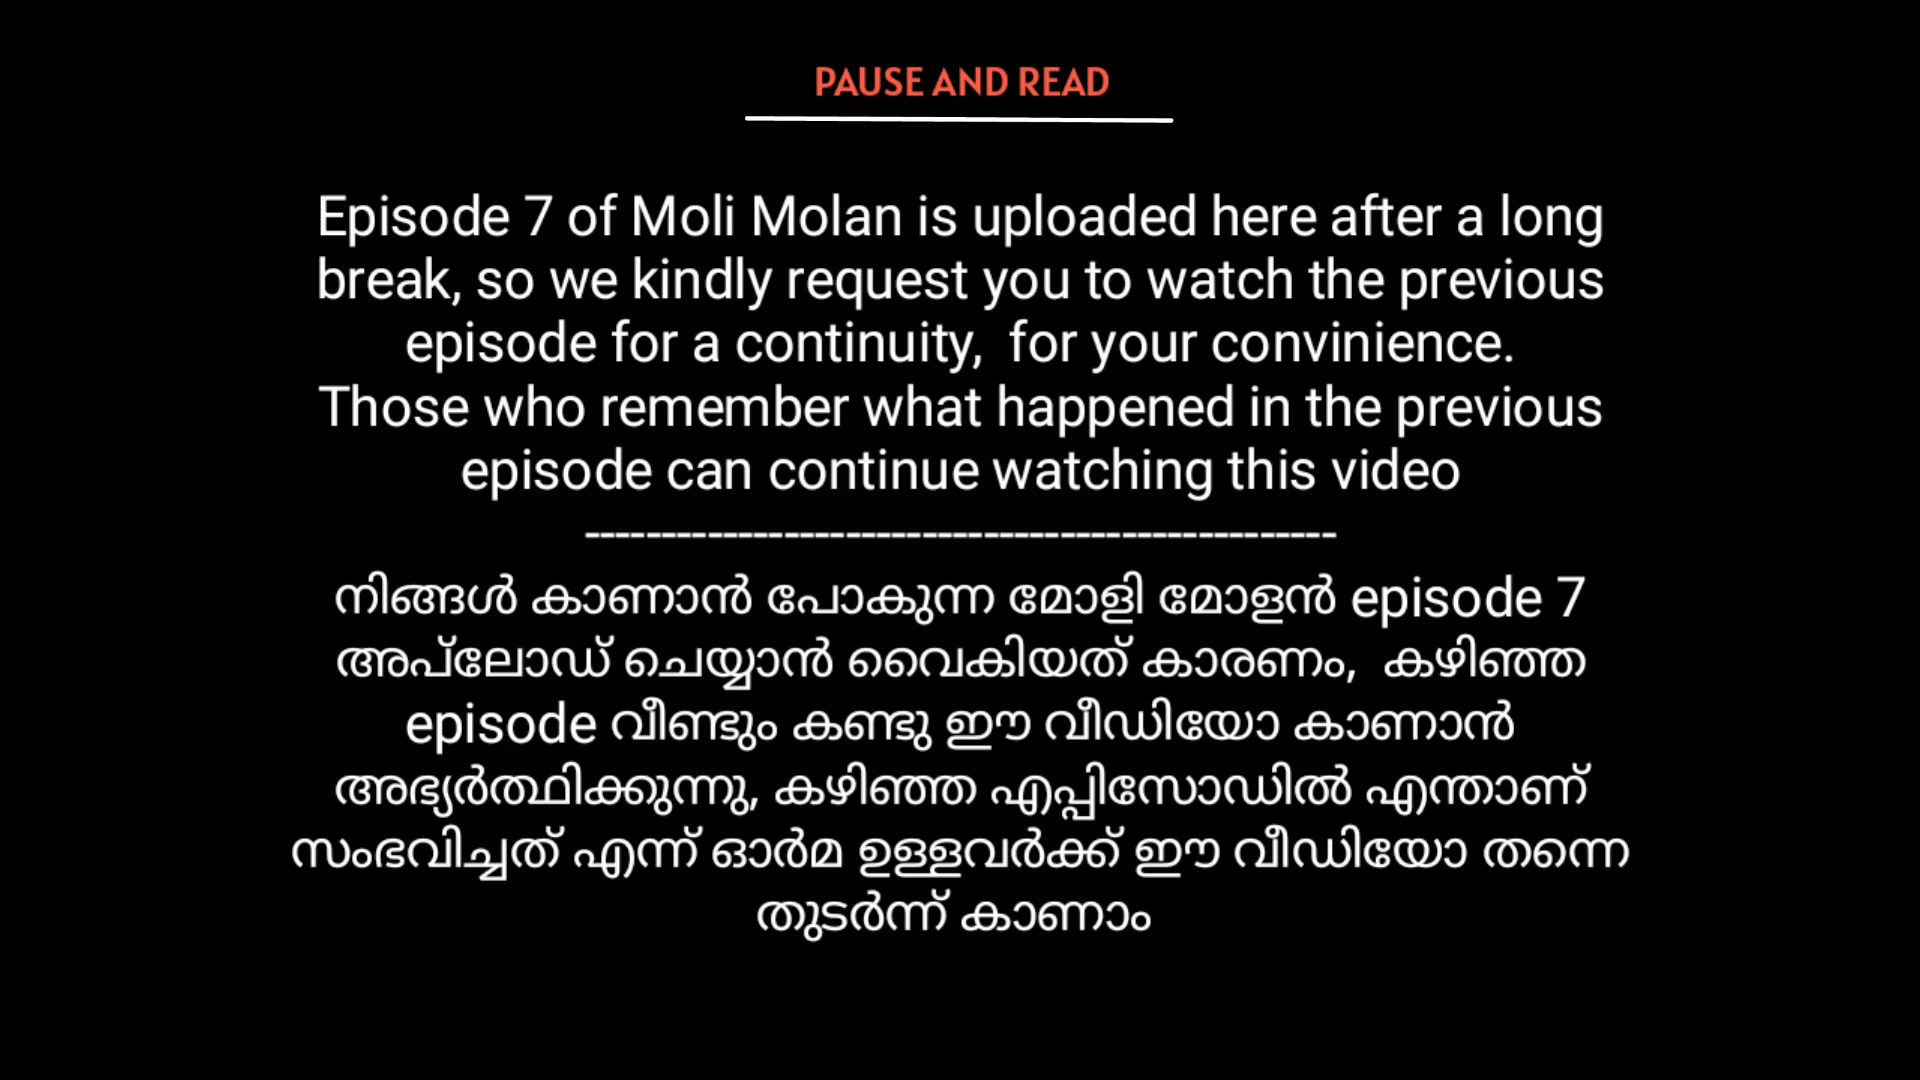 PAUSE AND READ
Episode 7 of Moli Molan is uploaded here after a long
break, so we kindly request you to watch the previous
episode for a continuity,  for your convinience.
Those who remember what happened in the previous
episode can continue watching this video
-------------------------------------------------
നിങ്ങൾ കാണാൻ പോകുന്ന മോളി മോളൻ episode 7
അപ്‌ലോഡ് ചെയ്യാൻ വൈകിയത് കാരണം,  കഴിഞ്ഞ
episode വീണ്ടും കണ്ടു ഈ വീഡിയോ കാണാൻ
അഭ്യർത്ഥിക്കുന്നു, കഴിഞ്ഞ എപ്പിസോഡിൽ എന്താണ്
സംഭവിച്ചത് എന്ന് ഓർമ ഉള്ളവർക്ക് ഈ വീഡിയോ തന്നെ
തുടർന്ന് കാണാം